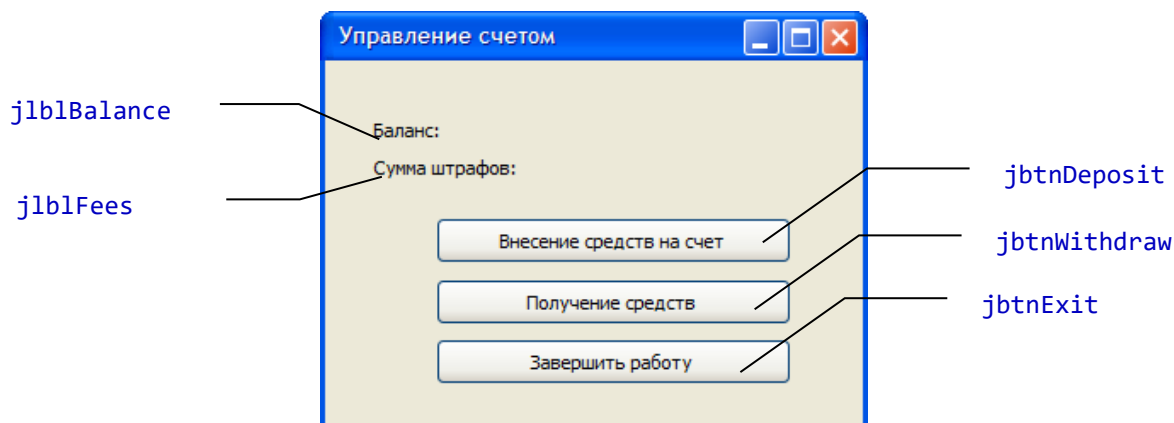 Управление счетом
jlblBalance
Баланс:
Сумма штрафов:
jlblFees
jbtnDeposit
Внесение средств на счет
jbtnWithdraw
Получение средств
jbtnExit
Завершить работу